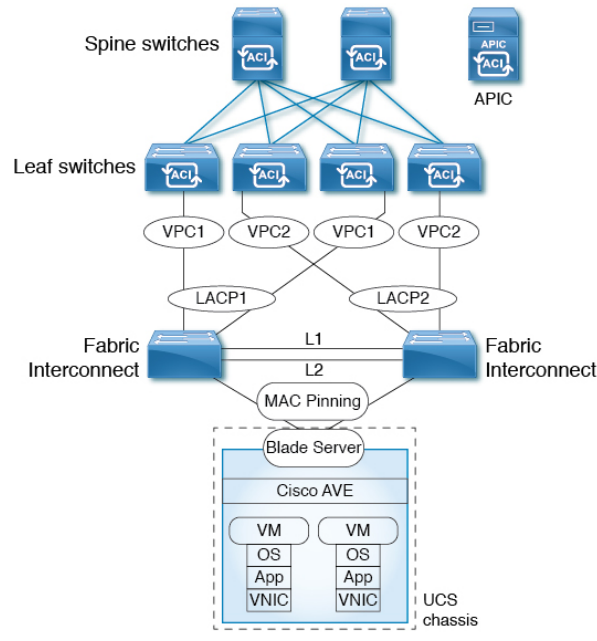 Spine switches
ACI
ACI
APIC
ACI
APIC
Leaf switches
ACI
ACI
ACI
ACI
VPC1
VPC2
VPC1
VPC2
LACP1
LACP2
Fabric
Interconnect
L1
L2
Fabric
Interconnect
MAC Pinning
Blade Server
Cisco AVE
VM
VM
OS
OS
App
App
VNIC
VNIC
UCS
chassis